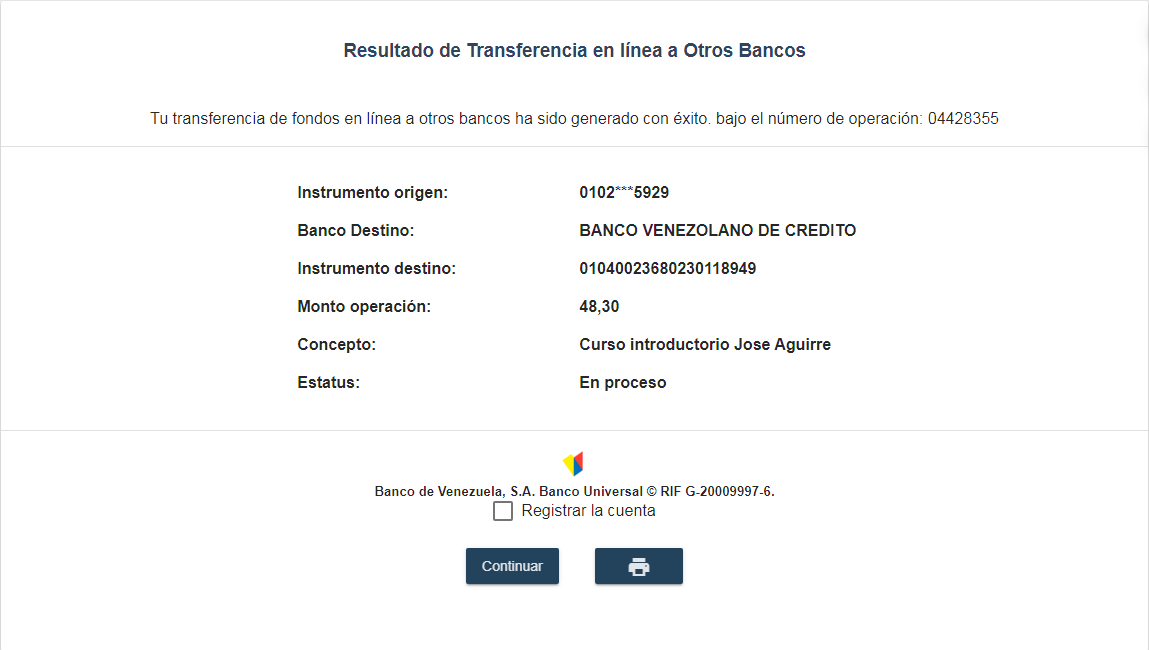 Resultado de Transferencia en línea a Otros Bancos
Tu transferencia de fondos en línea a otros bancos ha sido generado con éxito. bajo el número de operación: 04428355
Instrumento origen: 0102***5929
Banco Destino: BANCO VENEZOLANO DE CREDITO
Instrumento destino: 01040023680230118949
Monto operación: 48,30
Concepto: Curso introductorio Jose Aguirre
Estatus: En proceso
Banco de Venezuela, S.A. Banco Universal © RIF G-20009997-6.
Registrar la cuenta
Continuar